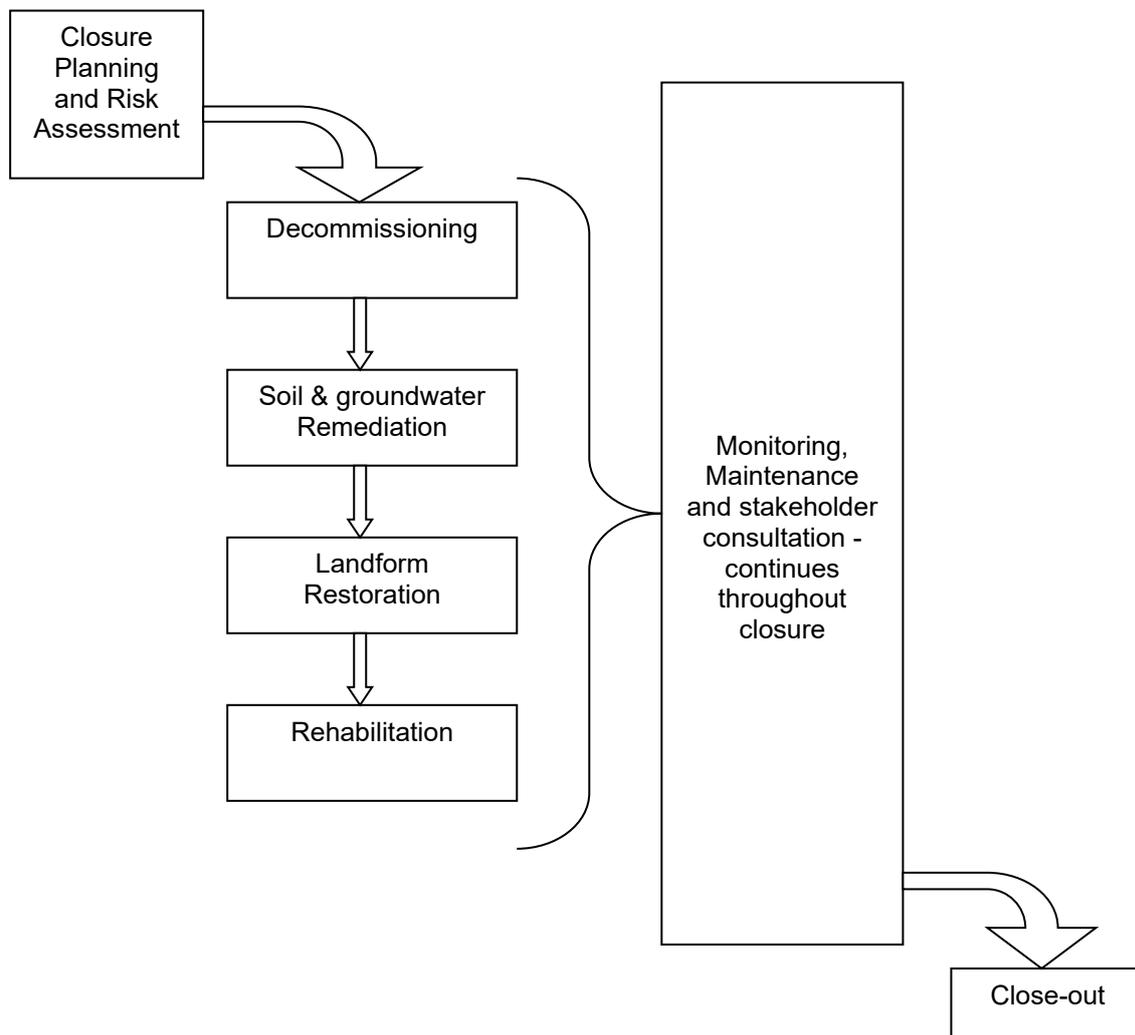 Closure
Planning
and Risk
Assessment
Decommissioning
Soil & groundwater
Remediation
Landform
Restoration
Rehabilitation
Monitoring,
Maintenance
and stakeholder
consultation -
continues
throughout
closure
Close-out